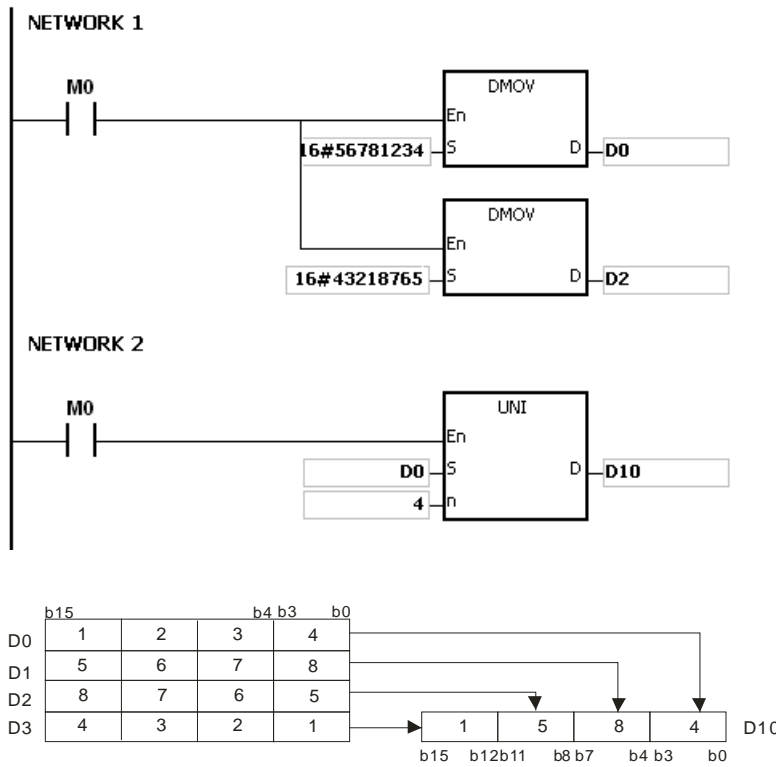 NETWORK 1
M0
DMOV
En
16#56781234 S D D0
DMOV
En
16#43218765 S D D2
NETWORK 2
M0
UNI
En
D0 S D D10
4 n
b15 b4 b3 b0
D0 1 2 3 4
D1 5 6 7 8
D2 8 7 6 5
D3 4 3 2 1 1 5 8 4 D10
b15 b12 b11 b8 b7 b4 b3 b0